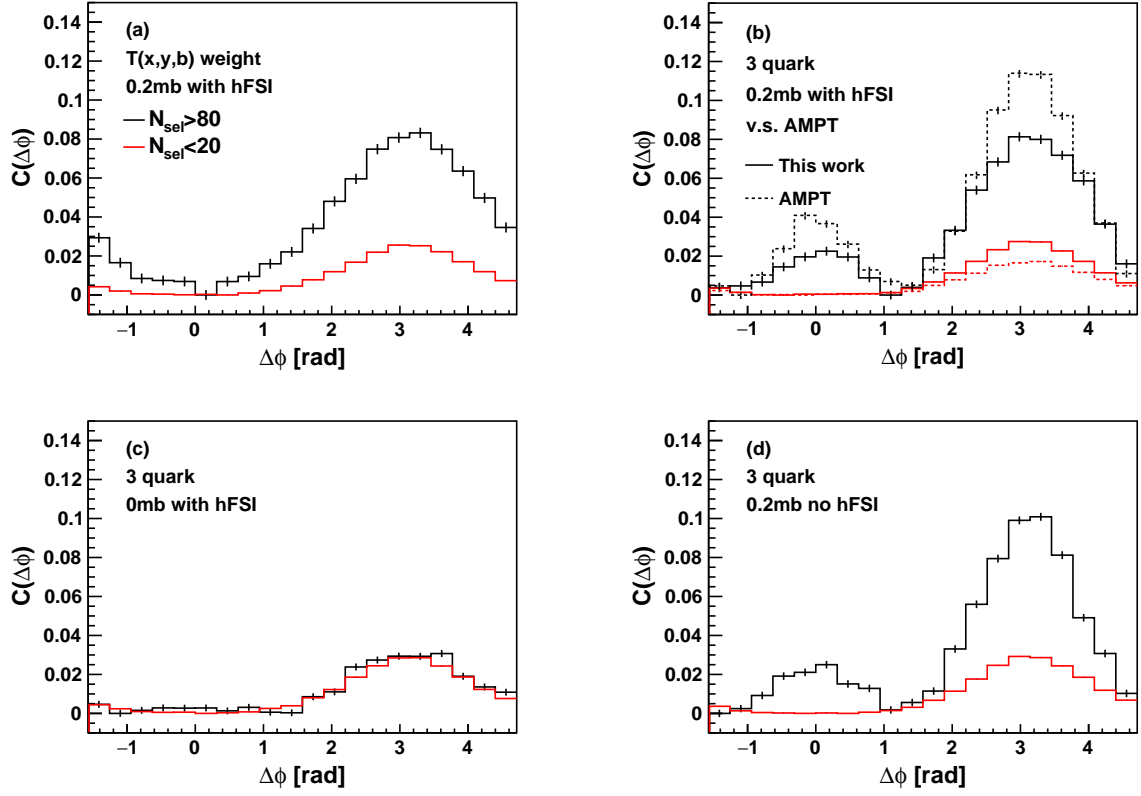 (a)
T(x,y,b) weight
0.2mb with hFSI
N_sel>80
N_sel<20
0.14
0.12
0.1
0.08
0.06
0.04
0.02
0
C(Δϕ)
−1 0 1 2 3 4
Δϕ [rad]
(b)
3 quark
0.2mb with hFSI
v.s. AMPT
This work
AMPT
0.14
0.12
0.1
0.08
0.06
0.04
0.02
0
C(Δϕ)
−1 0 1 2 3 4
Δϕ [rad]
(c)
3 quark
0mb with hFSI
0.14
0.12
0.1
0.08
0.06
0.04
0.02
0
C(Δϕ)
−1 0 1 2 3 4
Δϕ [rad]
(d)
3 quark
0.2mb no hFSI
0.14
0.12
0.1
0.08
0.06
0.04
0.02
0
C(Δϕ)
−1 0 1 2 3 4
Δϕ [rad]